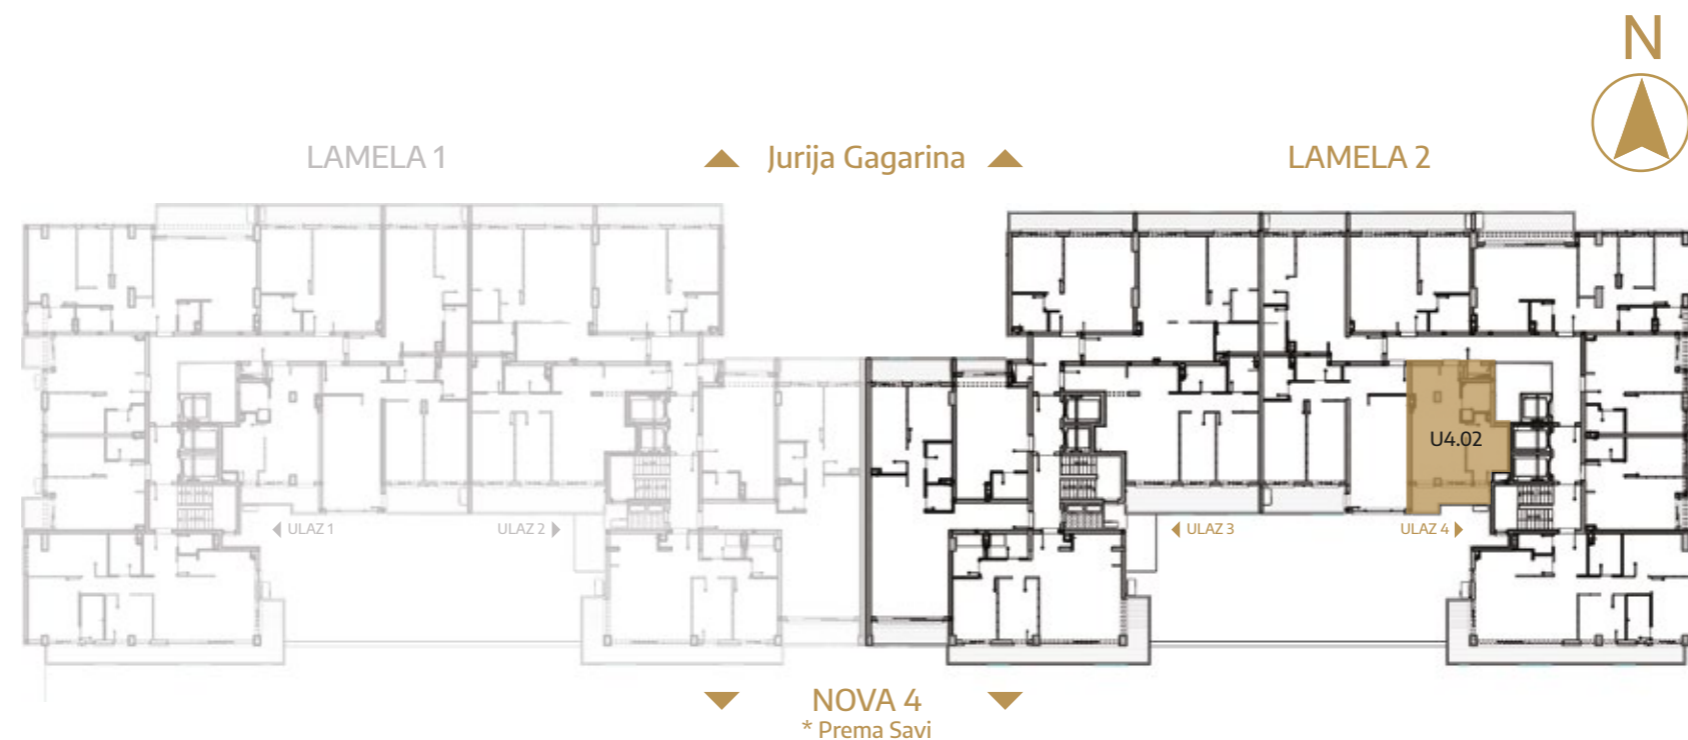 N
LAMELA 1
Jurija Gagarina
LAMELA 2
U4.02
ULAZ 1
ULAZ 2
ULAZ 3
ULAZ 4
NOVA 4
* Prema Savi